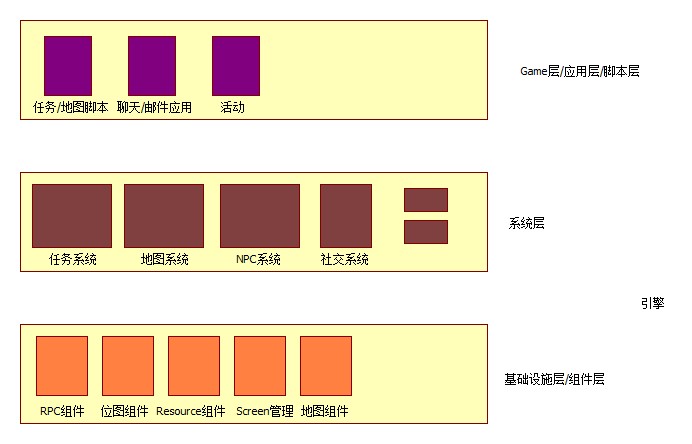 Game层/应用层/脚本层
任务/地图脚本 聊天/邮件应用 活动
系统层
任务系统 地图系统 NPC系统 社交系统
引擎
基础设施层/组件层
RPC组件 位图组件 Resource组件 Screen管理 地图组件